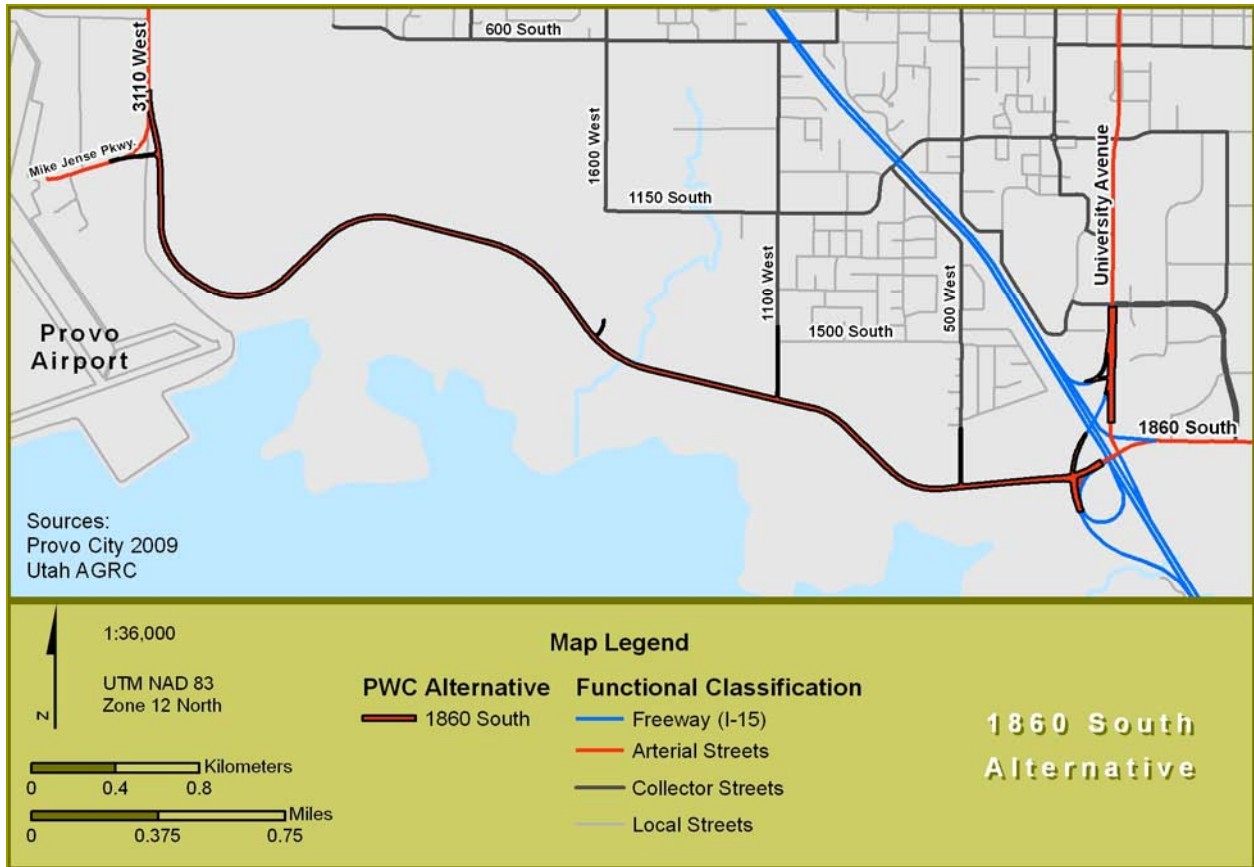 600 South
3110 West
Mike Jense Pkwy.
1600 West
1150 South
University Avenue
1100 West
500 West
1500 South
Provo
Airport
1860 South
Sources:
Provo City 2009
Utah AGRC
1:36,000
UTM NAD 83
Zone 12 North
N
Kilometers
0 0.4 0.8
Miles
0 0.375 0.75
Map Legend
PWC Alternative
1860 South
Functional Classification
Freeway (I-15)
Arterial Streets
Collector Streets
Local Streets
1860 South
Alternative